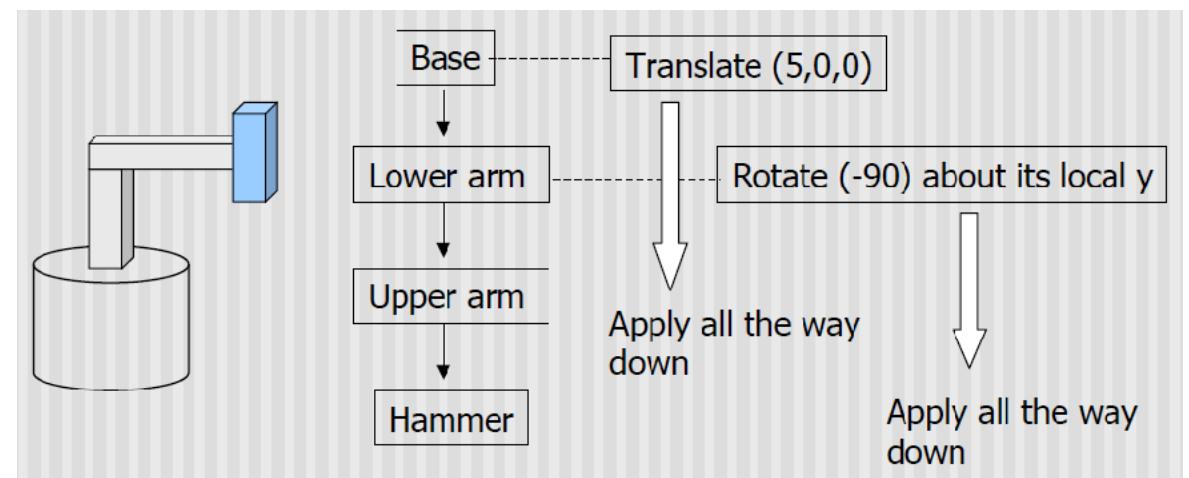 Base
Translate (5,0,0)
Lower arm
Rotate (-90) about its local y
Upper arm
Apply all the way
down
Hammer
Apply all the way
down